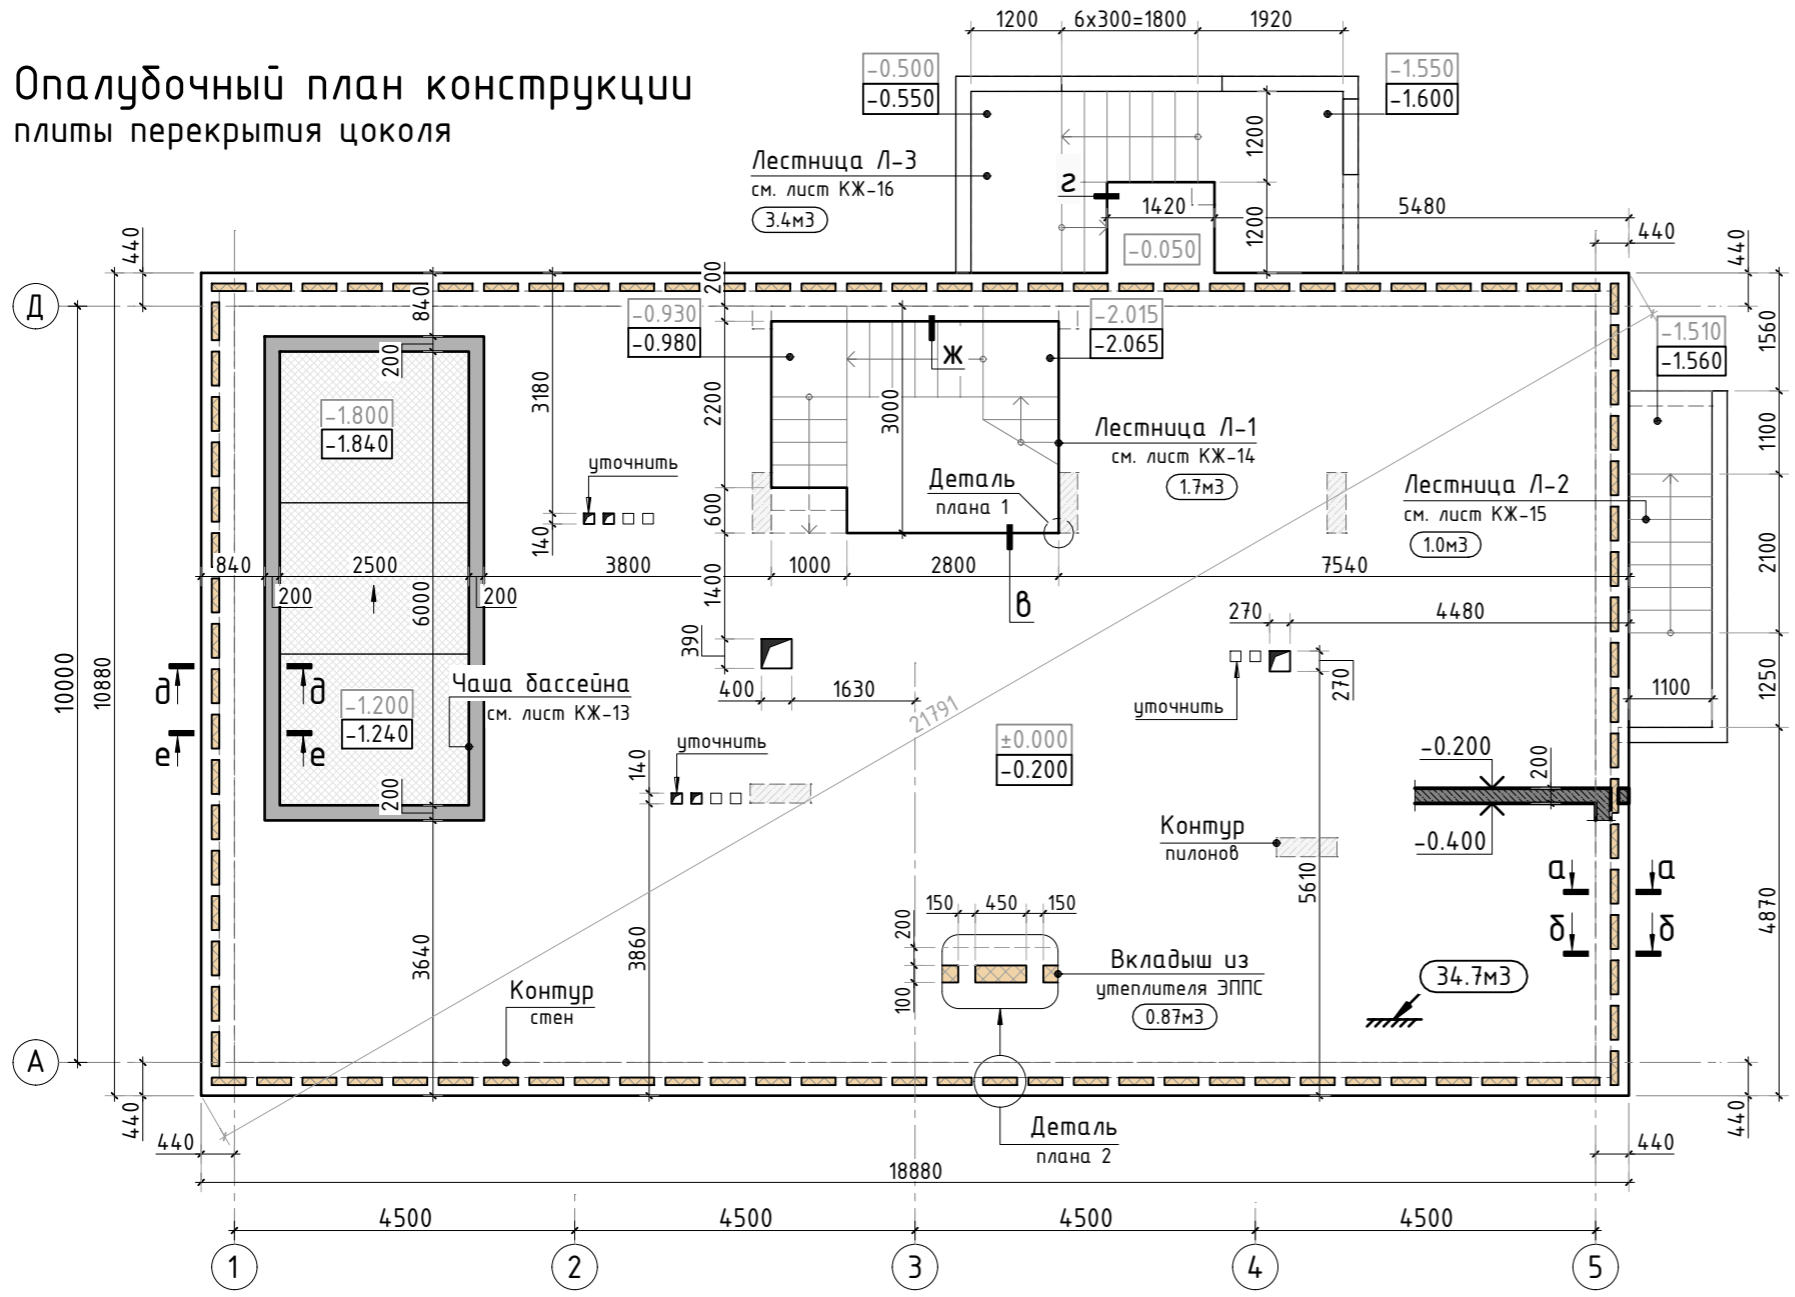 1200 6x300=1800 1920
Опалубочный план конструкции
плиты перекрытия цоколя
-0.500
-0.550
-1.550
-1.600
Лестница Л-3
см. лист КЖ-16
3.4м3
1200
г
1420
5480
1200
-0.050
440
440
440
Д
840
200
-0.930
-0.980
-2.015
-2.065
-1.510
-1.560
1560
200
ж
3180
2200
3000
-1.800
-1.840
Лестница Л-1
см. лист КЖ-14
1.7м3
1100
уточнить
Деталь
плана 1
Лестница Л-2
см. лист КЖ-15
1.0м3
140
600
840 2500 3800 1000 2800 7540
2100
200
200
6000
1400
в
270
4480
390
10000
10880
д
д
Чаша бассейна
см. лист КЖ-13
400
1630
270
1100
1250
-1.200
-1.240
21791
уточнить
е
е
уточнить
±0.000
-0.200
-0.200
200
140
200
Контур
пилонов
-0.400
5610
а
а
150 450 150
4870
3640
3860
200
б
б
Вкладыш из
утеплителя ЭППС
0.87м3
34.7м3
100
Контур
стен
А
440
440
Деталь
плана 2
440
440
18880
4500 4500 4500 4500
1 2 3 4 5